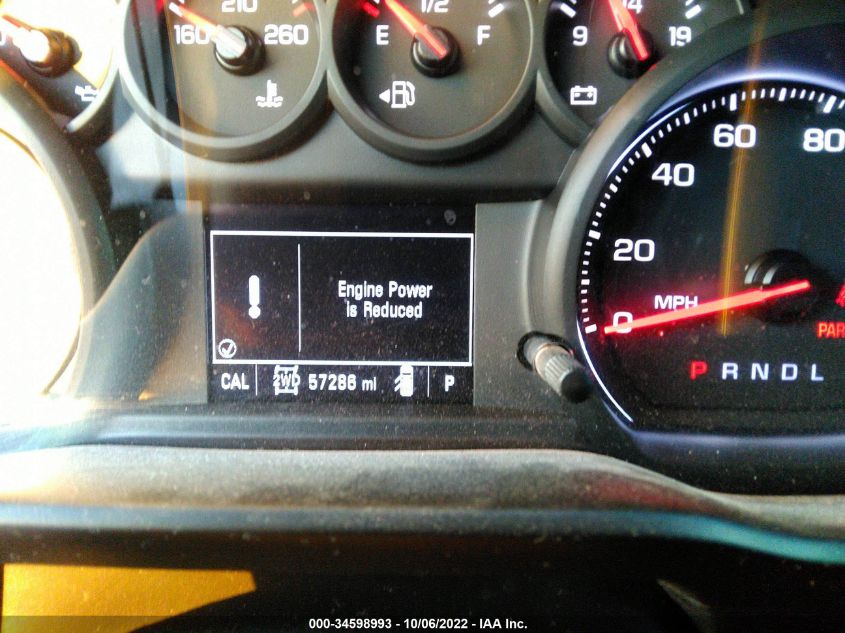 210
160
260
1/2
E
F
14
9
19
Engine Power
is Reduced
CAL
2WD
57286 mi
P
0
20
40
60
80
MPH
P R N D L
000-34598993 - 10/06/2022 - IAA Inc.